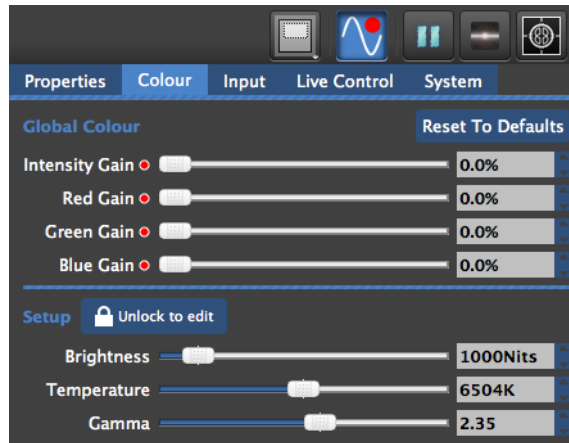 Properties Colour Input Live Control System
Global Colour Reset To Defaults
Intensity Gain 0.0%
Red Gain 0.0%
Green Gain 0.0%
Blue Gain 0.0%
Setup Unlock to edit
Brightness 1000Nits
Temperature 6504K
Gamma 2.35